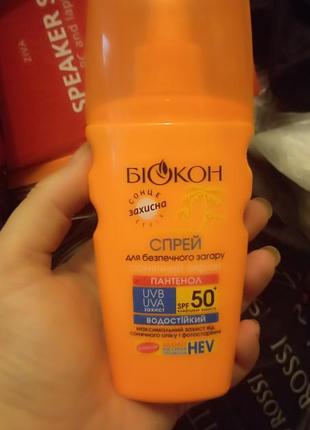 ZIVA
SPEAKER S
БІОКОН
СОНЦЕ
захисна
СПРЕЙ
для безпечного загару
ПАНТЕНОЛ
UVB
UVA
захист
SPF 50+
ВОДОСТІЙКИЙ
максимальний захист від
сонячного опіку і фотостаріння
HEV
ROSSI